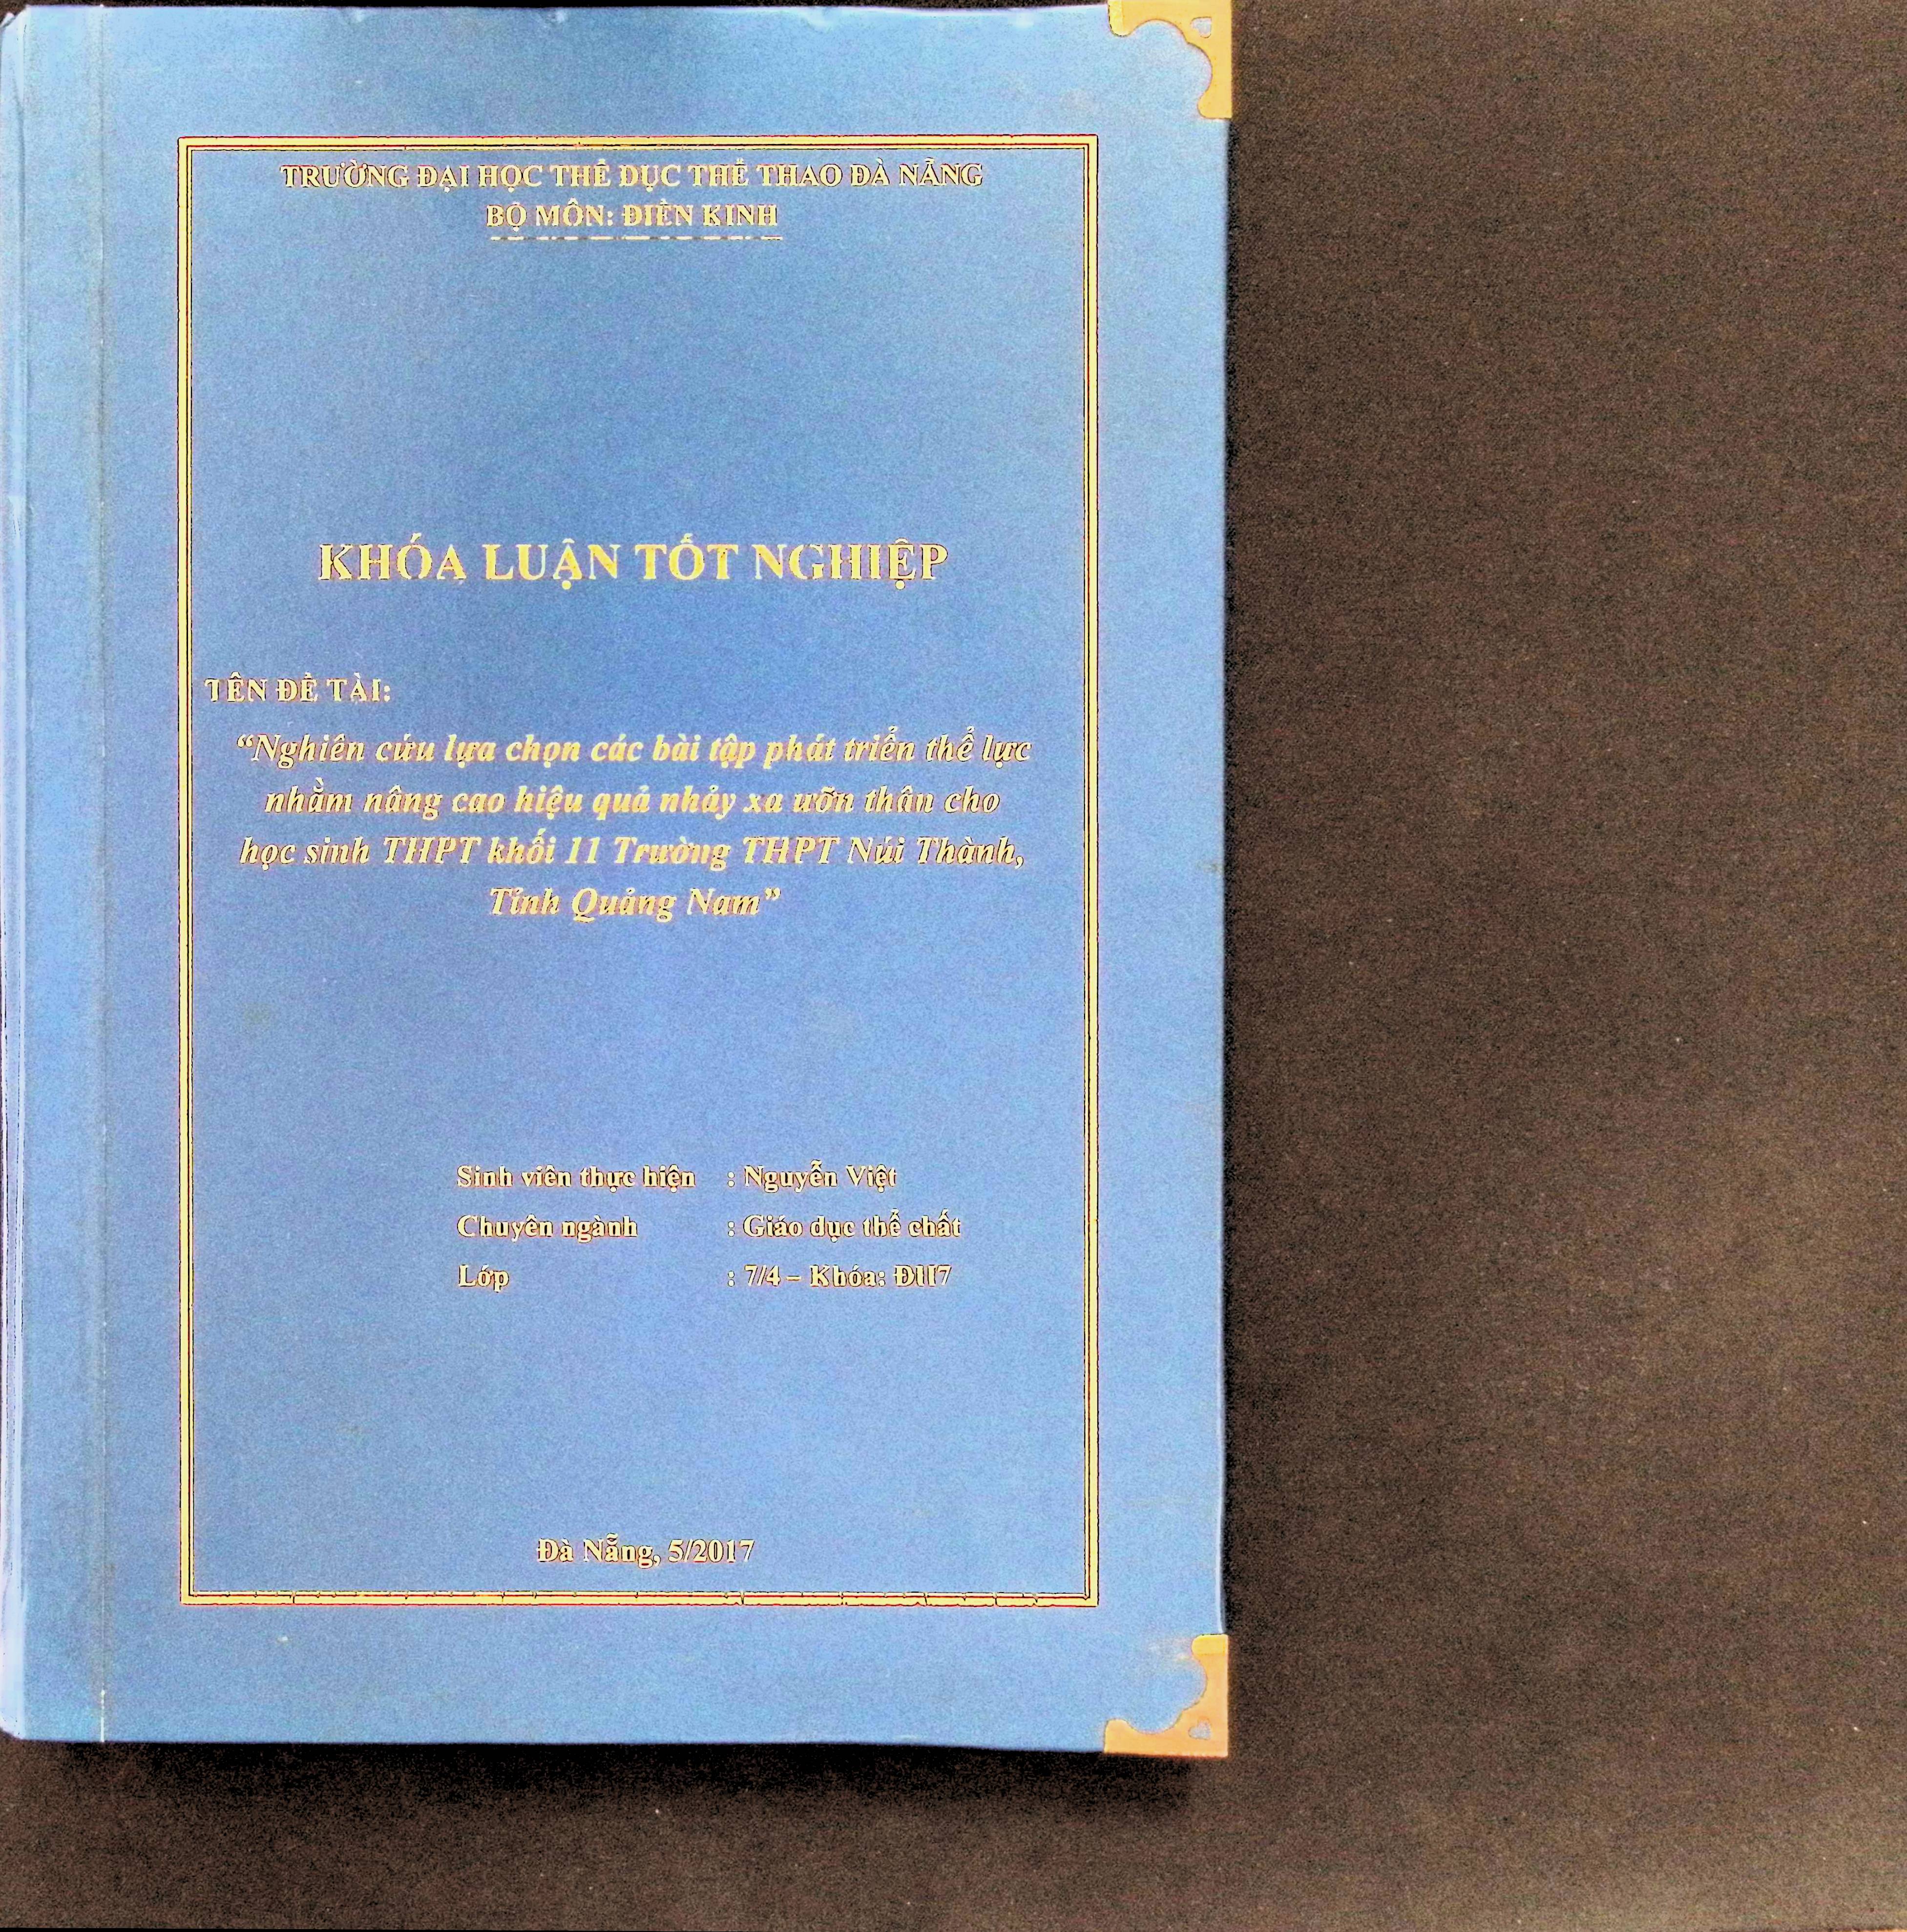 TRƯỜNG ĐẠI HỌC THỂ DỤC THỂ THAO ĐÀ NẴNG
BỘ MÔN: ĐIỀN KINH
KHÓA LUẬN TỐT NGHIỆP
TÊN ĐỀ TÀI:
“Nghiên cứu lựa chọn các bài tập phát triển thể lực
nhằm nâng cao hiệu quả nhảy xa ưỡn thân cho
học sinh THPT khối 11 Trường THPT Núi Thành,
Tỉnh Quảng Nam”
Sinh viên thực hiện : Nguyễn Việt
Chuyên ngành : Giáo dục thể chất
Lớp : 7/4 – Khóa: ĐH7
Đà Nẵng, 5/2017